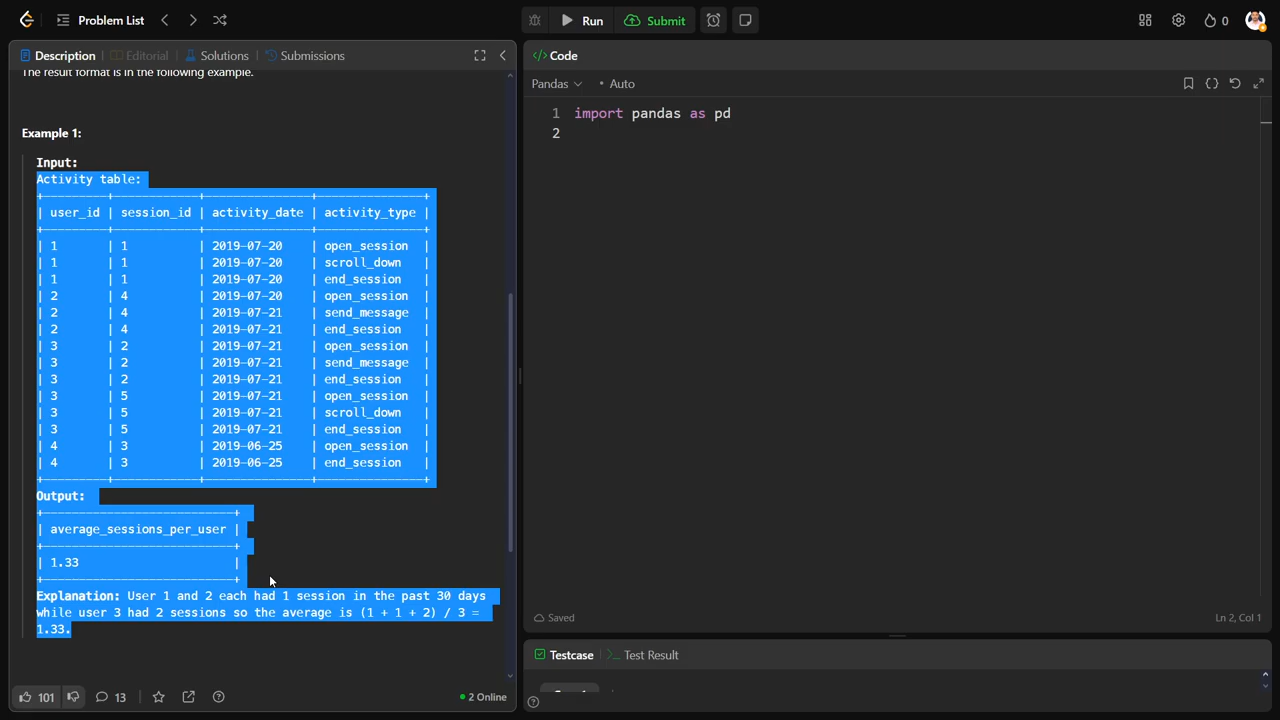 Problem List
Run
Submit
0
Description
Editorial
Solutions
Submissions
The result format is in the following example.
Example 1:
Input:
Activity table:
+---------+------------+---------------+---------------+
| user_id | session_id | activity_date | activity_type |
+---------+------------+---------------+---------------+
| 1 | 1 | 2019-07-20 | open_session |
| 1 | 1 | 2019-07-20 | scroll_down |
| 1 | 1 | 2019-07-20 | end_session |
| 2 | 4 | 2019-07-20 | open_session |
| 2 | 4 | 2019-07-21 | send_message |
| 2 | 4 | 2019-07-21 | end_session |
| 3 | 2 | 2019-07-21 | open_session |
| 3 | 2 | 2019-07-21 | send_message |
| 3 | 2 | 2019-07-21 | end_session |
| 3 | 5 | 2019-07-21 | open_session |
| 3 | 5 | 2019-07-21 | scroll_down |
| 3 | 5 | 2019-07-21 | end_session |
| 4 | 3 | 2019-06-25 | open_session |
| 4 | 3 | 2019-06-25 | end_session |
+---------+------------+---------------+---------------+
Output:
+---------------------------+
| average_sessions_per_user |
+---------------------------+
| 1.33 |
+---------------------------+
Explanation: User 1 and 2 each had 1 session in the past 30 days
while user 3 had 2 sessions so the average is (1 + 1 + 2) / 3 =
1.33.
101
13
2 Online
</> Code
Pandas
• Auto
1 import pandas as pd
2
Saved
Ln 2, Col 1
Testcase
Test Result